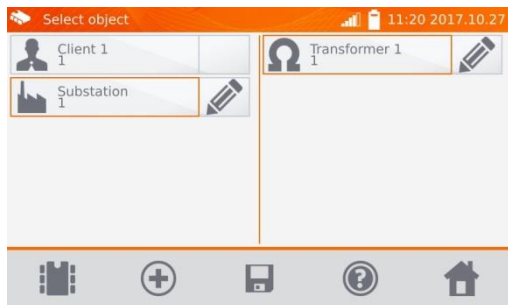 Select object
11:20 2017.10.27
Client 1
1
Substation
1
Transformer 1
1